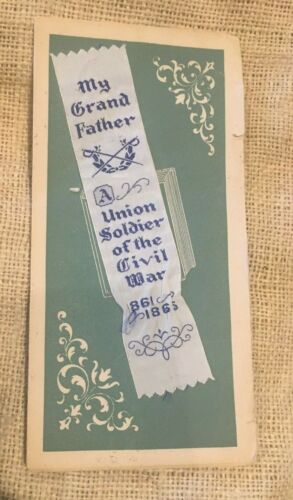 My
Grand
Father
A
Union
Soldier
of the
Civil
War
1861
1865